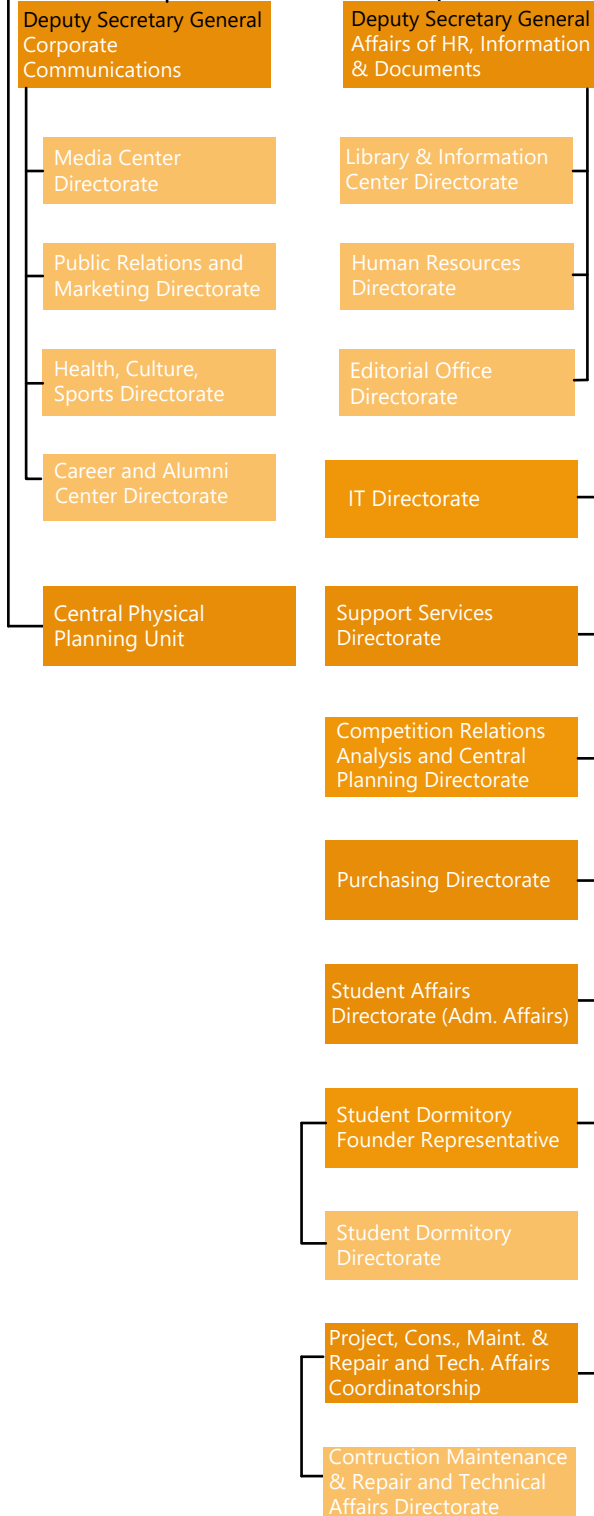 Deputy Secretary General
Corporate
Communications
Media Center
Directorate
Public Relations and
Marketing Directorate
Health, Culture,
Sports Directorate
Career and Alumni
Center Directorate
Central Physical
Planning Unit
Deputy Secretary General
Affairs of HR, Information
& Documents
Library & Information
Center Directorate
Human Resources
Directorate
Editorial Office
Directorate
IT Directorate
Support Services
Directorate
Competition Relations
Analysis and Central
Planning Directorate
Purchasing Directorate
Student Affairs
Directorate (Adm. Affairs)
Student Dormitory
Founder Representative
Student Dormitory
Directorate
Project, Cons., Maint. &
Repair and Tech. Affairs
Coordinatorship
Contruction Maintenance
& Repair and Technical
Affairs Directorate